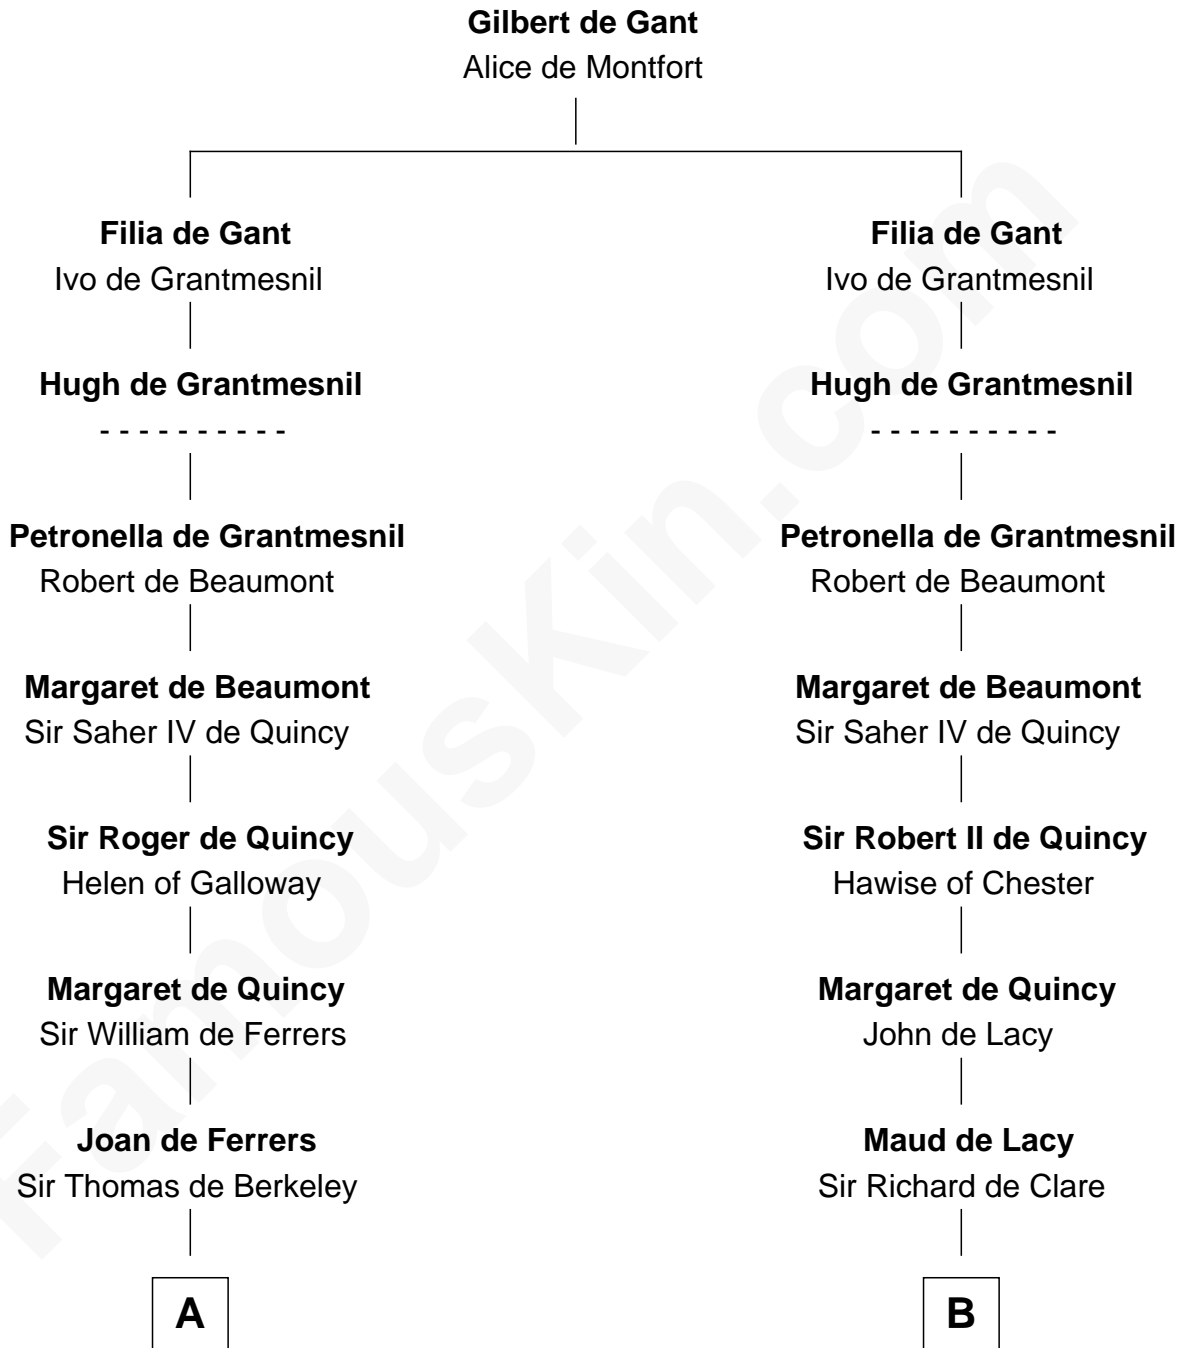 Gilbert de Gant
Alice de Montfort
Filia de Gant
Ivo de Grantmesnil
Hugh de Grantmesnil
- - - - - - - - - -
Petronella de Grantmesnil
Robert de Beaumont
Margaret de Beaumont
Sir Saher IV de Quincy
Sir Roger de Quincy
Helen of Galloway
Margaret de Quincy
Sir William de Ferrers
Joan de Ferrers
Sir Thomas de Berkeley
A
Filia de Gant
Ivo de Grantmesnil
Hugh de Grantmesnil
- - - - - - - - - -
Petronella de Grantmesnil
Robert de Beaumont
Margaret de Beaumont
Sir Saher IV de Quincy
Sir Robert II de Quincy
Hawise of Chester
Margaret de Quincy
John de Lacy
Maud de Lacy
Sir Richard de Clare
B
FamousKin.com